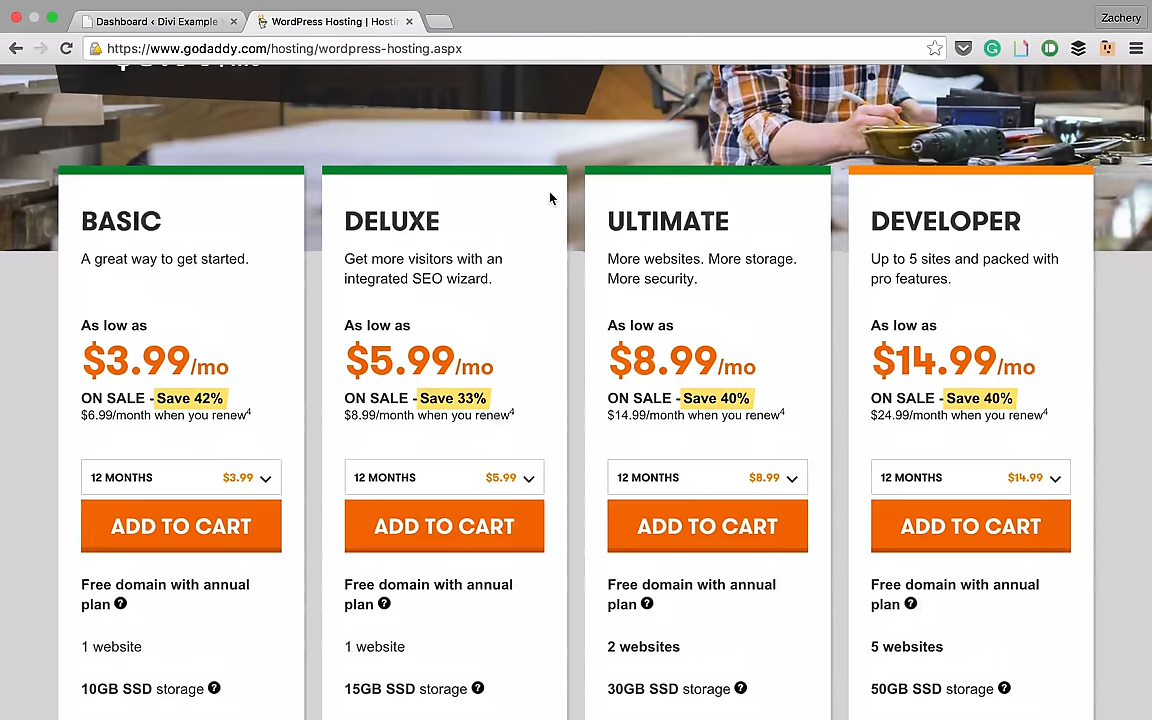 Dashboard ‹ Divi Example
WordPress Hosting | Hosti
Zachery
https://www.godaddy.com/hosting/wordpress-hosting.aspx
BASIC
A great way to get started.
As low as
$3.99/mo
ON SALE - Save 42%
$6.99/month when you renew4
12 MONTHS $3.99
ADD TO CART
Free domain with annual
plan ?
1 website
10GB SSD storage ?
DELUXE
Get more visitors with an
integrated SEO wizard.
As low as
$5.99/mo
ON SALE - Save 33%
$8.99/month when you renew4
12 MONTHS $5.99
ADD TO CART
Free domain with annual
plan ?
1 website
15GB SSD storage ?
ULTIMATE
More websites. More storage.
More security.
As low as
$8.99/mo
ON SALE - Save 40%
$14.99/month when you renew4
12 MONTHS $8.99
ADD TO CART
Free domain with annual
plan ?
2 websites
30GB SSD storage ?
DEVELOPER
Up to 5 sites and packed with
pro features.
As low as
$14.99/mo
ON SALE - Save 40%
$24.99/month when you renew4
12 MONTHS $14.99
ADD TO CART
Free domain with annual
plan ?
5 websites
50GB SSD storage ?